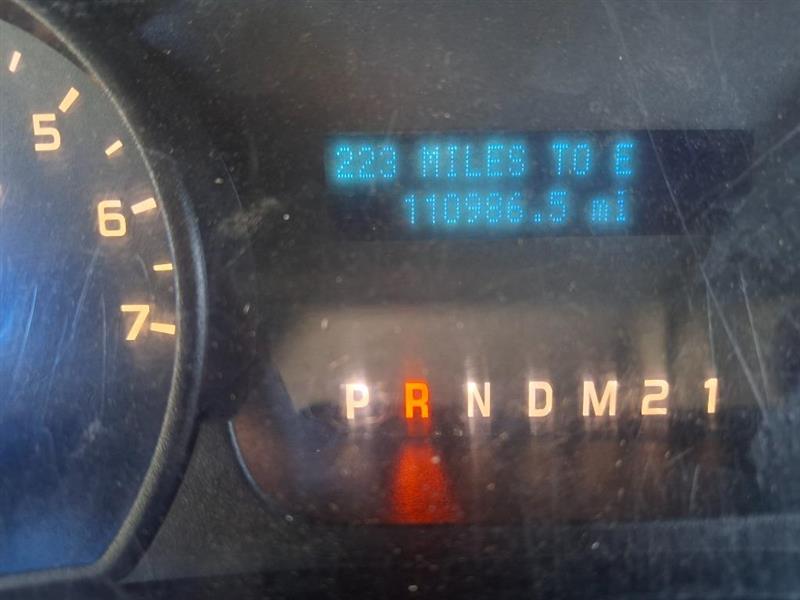 5
6
7
223 MILES TO E
110986.5 mi
P R N D M 2 1